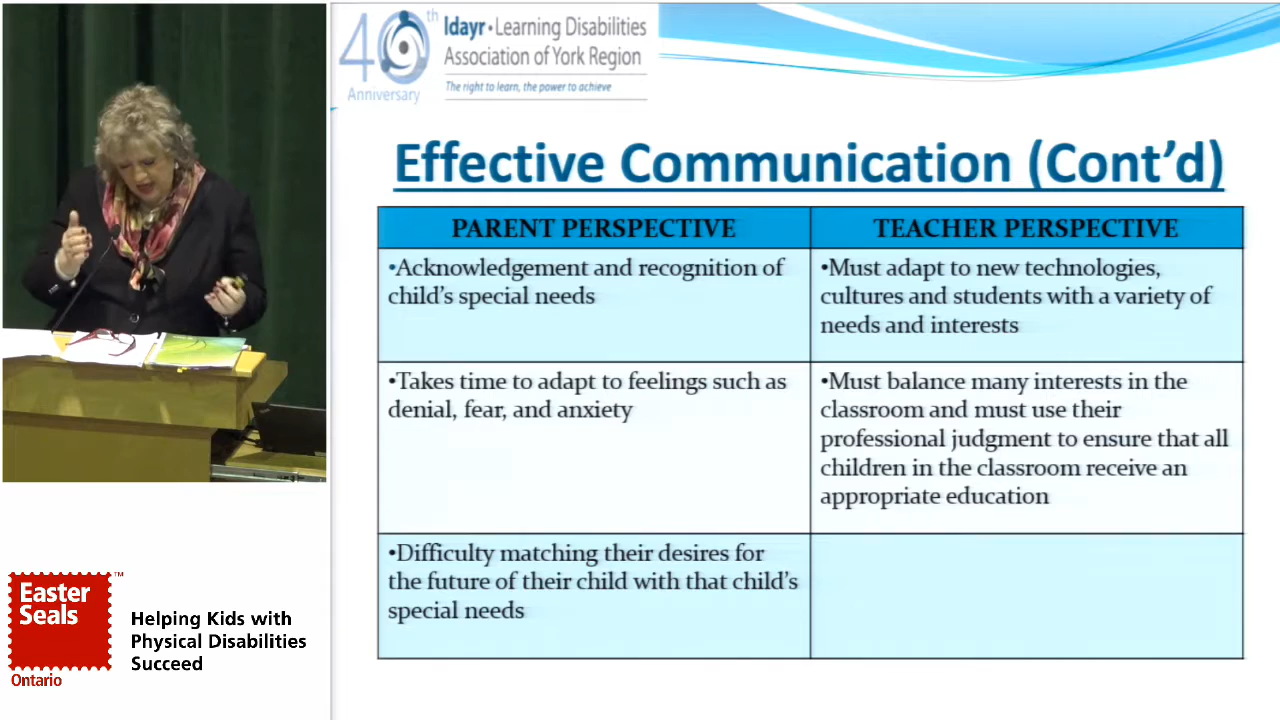 40th
Anniversary
ldayr•Learning Disabilities
Association of York Region
The right to learn, the power to achieve
Effective Communication (Cont’d)
PARENT PERSPECTIVE
TEACHER PERSPECTIVE
•Acknowledgement and recognition of
child’s special needs
•Must adapt to new technologies,
cultures and students with a variety of
needs and interests
•Takes time to adapt to feelings such as
denial, fear, and anxiety
•Must balance many interests in the
classroom and must use their
professional judgment to ensure that all
children in the classroom receive an
appropriate education
•Difficulty matching their desires for
the future of their child with that child’s
special needs
Easter
Seals
™
Ontario
Helping Kids with
Physical Disabilities
Succeed